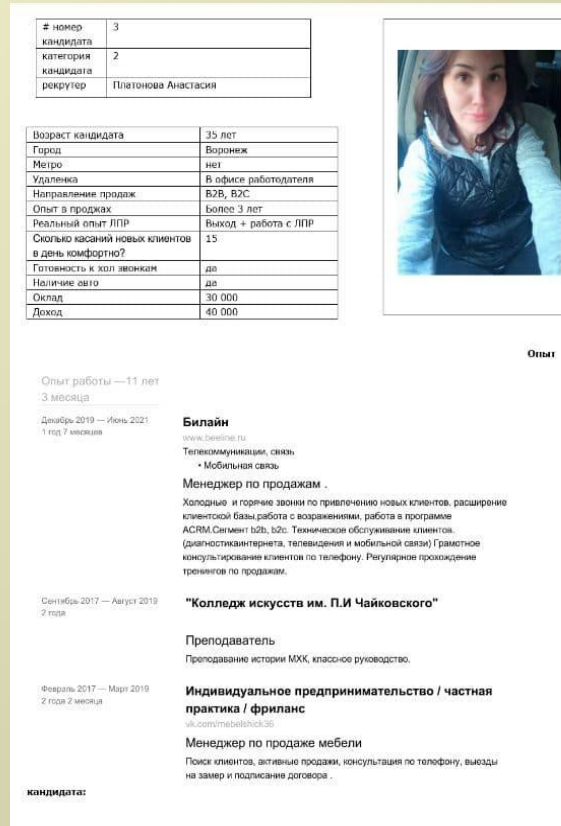 # номер кандидата 3
категория кандидата 2
рекрутер Платонова Анастасия
Возраст кандидата 35 лет
Город Воронеж
Метро нет
Удаленка В офисе работодателя
Направление продаж B2B, B2C
Опыт в проджах Более 3 лет
Реальный опыт ЛПР Выход + работа с ЛПР
Сколько касаний новых клиентов в день комфортно? 15
Готовность к хол звонкам да
Наличие авто да
Оклад 30 000
Доход 40 000
Опыт
Опыт работы —11 лет
3 месяца
Декабрь 2019 — Июнь 2021
1 год 7 месяцев
Билайн
www.beeline.ru
Телекоммуникации, связь
• Мобильная связь
Менеджер по продажам .
Холодные и горячие звонки по привлечению новых клиентов, расширение
клиентской базы,работа с возражениями, работа в программе
ACRM.Сегмент b2b, b2c. Техническое обслуживание клиентов.
(диагностикаинтернета, телевидения и мобильной связи) Грамотное
консультирование клиентов по телефону. Регулярное прохождение
тренингов по продажам.
Сентябрь 2017 — Август 2019
2 года
"Колледж искусств им. П.И Чайковского"
Преподаватель
Преподавание истории МХК, классное руководство.
Февраль 2017 — Март 2019
2 года 2 месяца
Индивидуальное предпринимательство / частная
практика / фриланс
vk.com/mebelshick36
Менеджер по продаже мебели
Поиск клиентов, активные продажи, консультация по телефону, выезды
на замер и подписание договора .
кандидата: